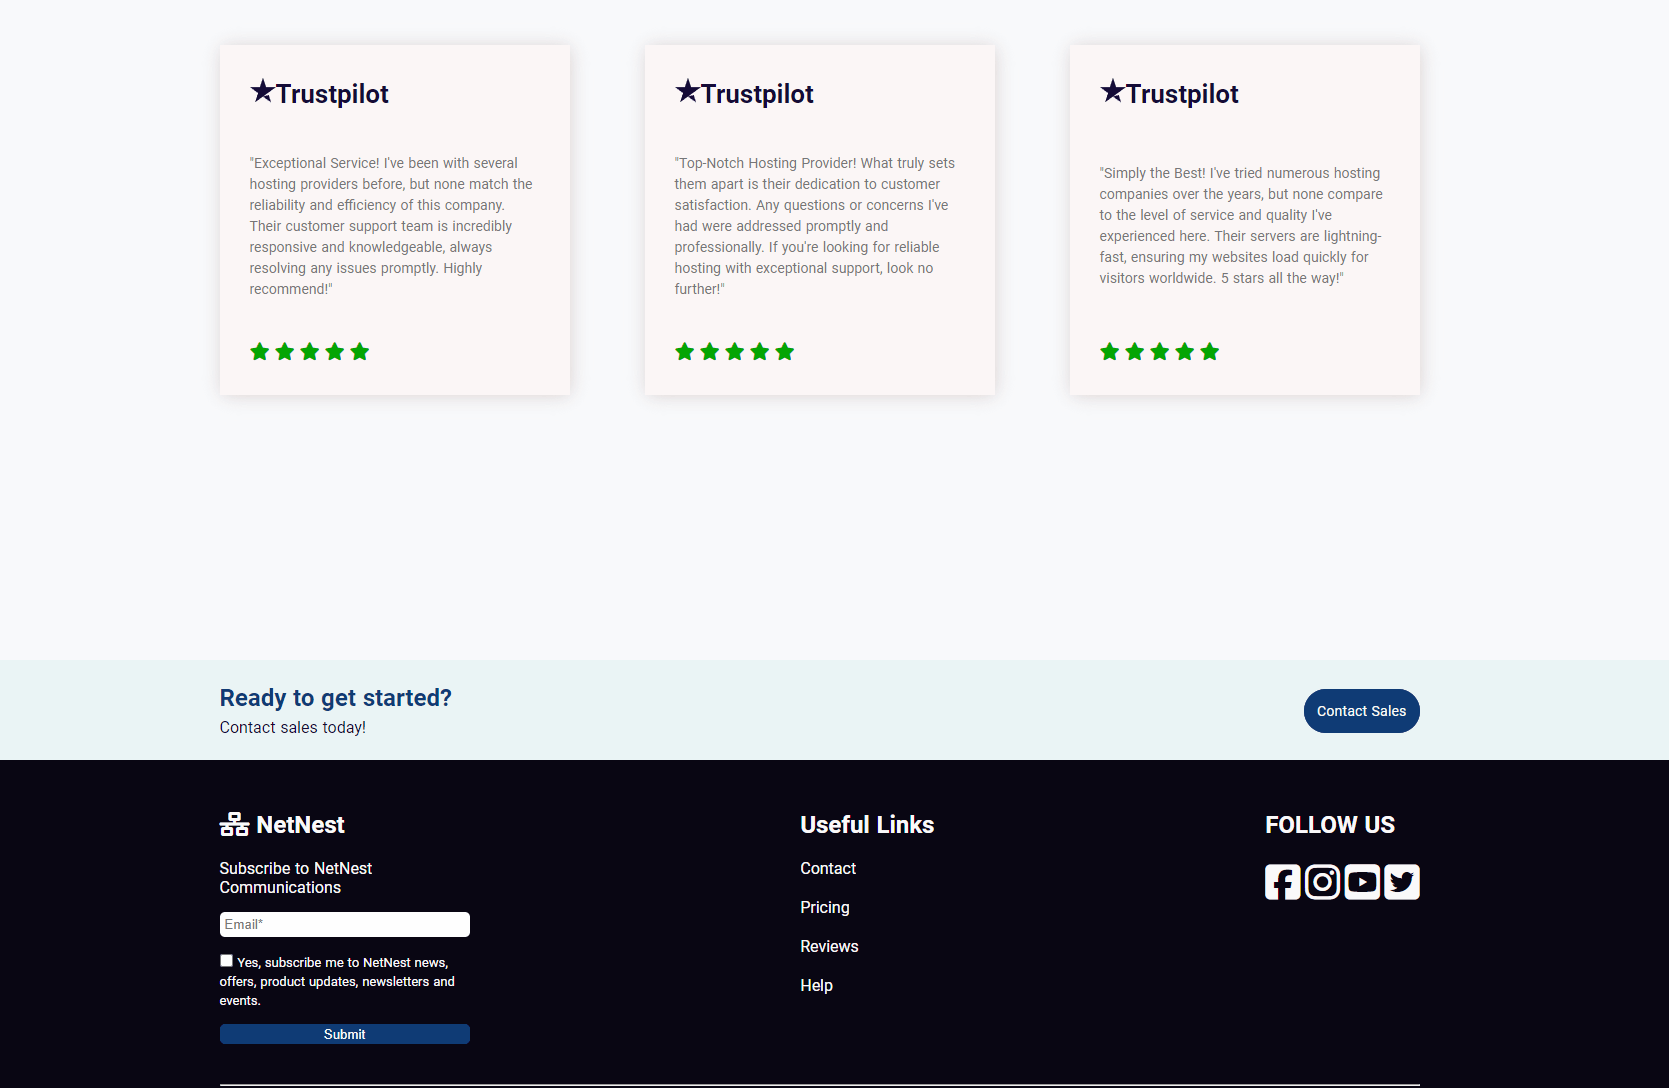 Trustpilot
"Exceptional Service! I've been with several
hosting providers before, but none match the
reliability and efficiency of this company.
Their customer support team is incredibly
responsive and knowledgeable, always
resolving any issues promptly. Highly
recommend!"
Trustpilot
"Top-Notch Hosting Provider! What truly sets
them apart is their dedication to customer
satisfaction. Any questions or concerns I've
had were addressed promptly and
professionally. If you're looking for reliable
hosting with exceptional support, look no
further!"
Trustpilot
"Simply the Best! I've tried numerous hosting
companies over the years, but none compare
to the level of service and quality I've
experienced here. Their servers are lightning-
fast, ensuring my websites load quickly for
visitors worldwide. 5 stars all the way!"
Ready to get started?
Contact sales today!
Contact Sales
NetNest
Subscribe to NetNest
Communications
Email*
Yes, subscribe me to NetNest news,
offers, product updates, newsletters and
events.
Submit
Useful Links
Contact
Pricing
Reviews
Help
FOLLOW US